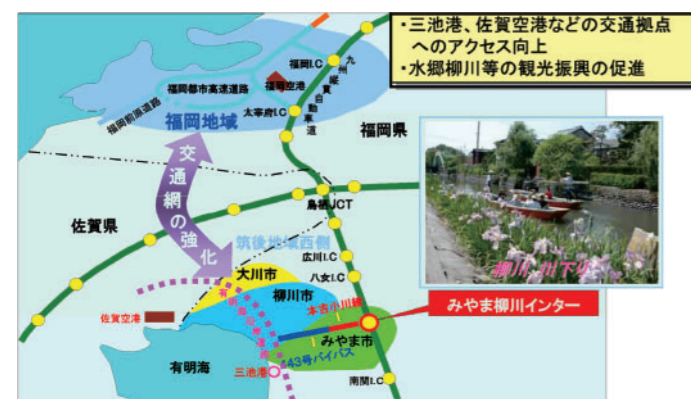 ・三池港、佐賀空港などの交通拠点
へのアクセス向上
・水郷柳川等の観光振興の促進
福岡I.C
九州縦貫自動車道
福岡都市高速道路
福岡空港
太宰府I.C
福岡前原道路
福岡地域
福岡県
交通網の強化
鳥栖JCT
佐賀県
筑後地域西側
広川I.C
八女I.C
大川市
柳川 川下り
柳川市
有明海沿岸道路
本吉小川線
みやま柳川インター
佐賀空港
みやま市
443号バイパス
有明海
三池港
南関I.C